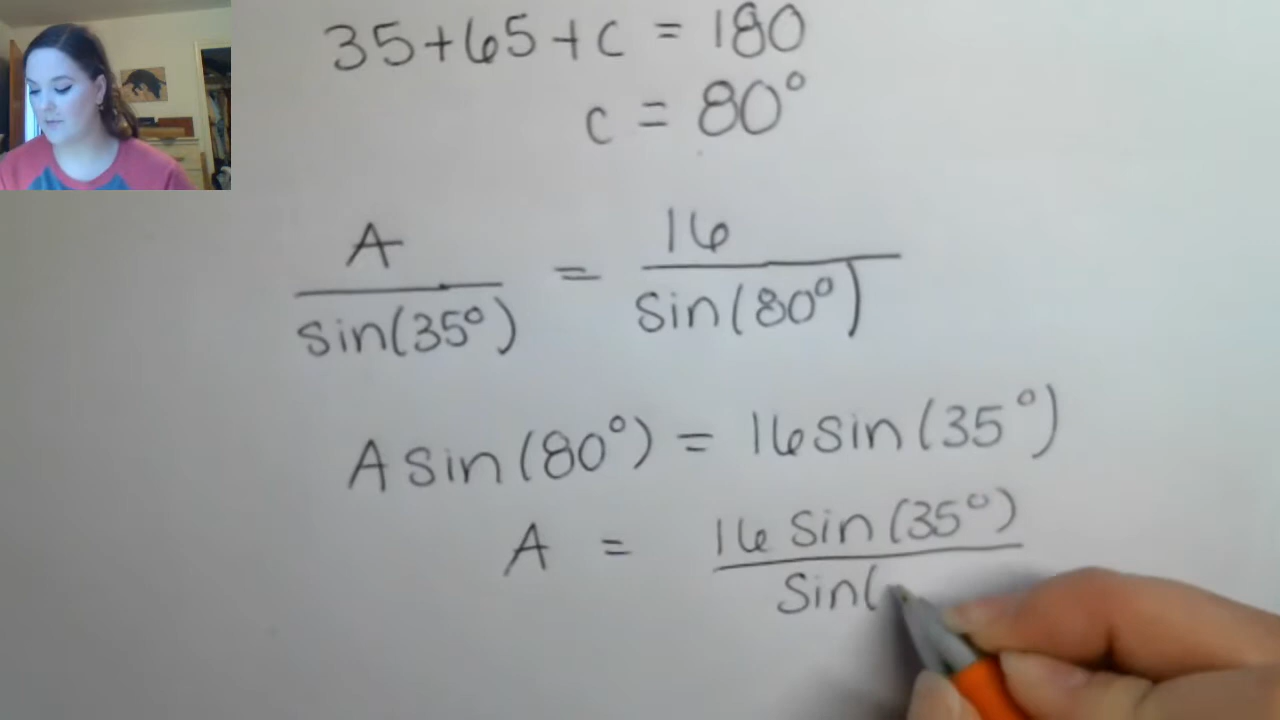 35+65+c = 180
c = 80°
A = 16
sin(35°) sin(80°)
A sin(80°) = 16 sin(35°)
A = 16 sin(35°)
sin(